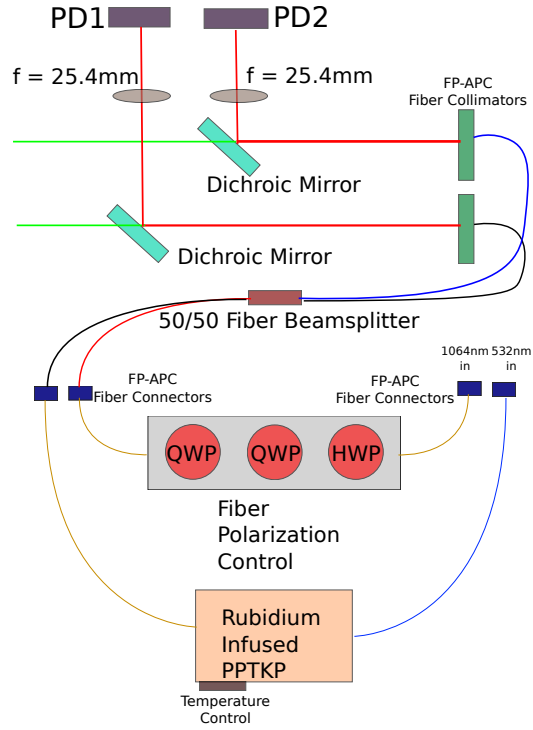 PD1
PD2
f = 25.4mm
f = 25.4mm
FP-APC
Fiber Collimators
Dichroic Mirror
Dichroic Mirror
50/50 Fiber Beamsplitter
1064nm
in
532nm
in
FP-APC
Fiber Connectors
FP-APC
Fiber Connectors
QWP
QWP
HWP
Fiber
Polarization
Control
Rubidium
Infused
PPTKP
Temperature
Control